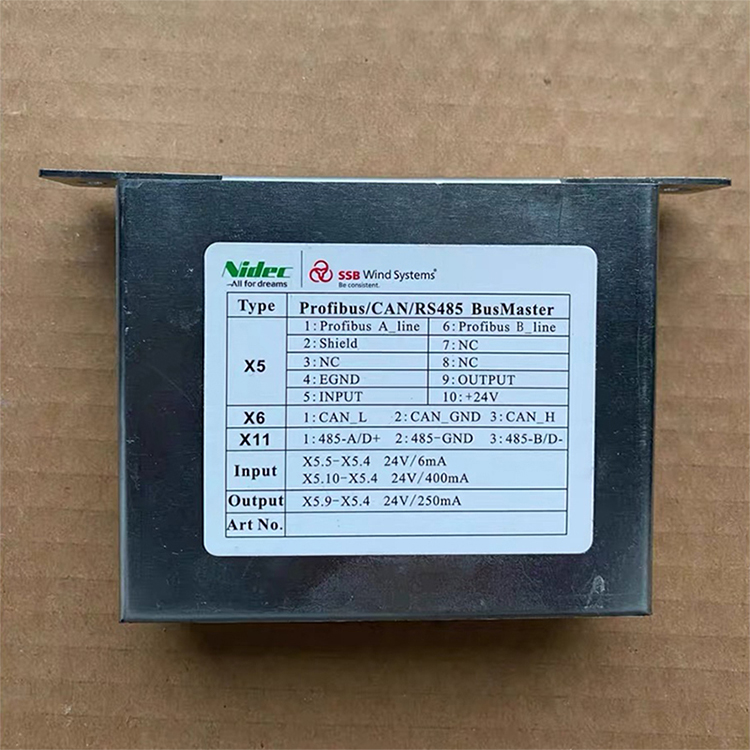 Nidec
All for dreams
SSB Wind Systems®
Be consistent.
Type Profibus/CAN/RS485 BusMaster
X5
1:Profibus A_line 6:Profibus B_line
2:Shield 7:NC
3:NC 8:NC
4:EGND 9:OUTPUT
5:INPUT 10:+24V
X6 1:CAN_L 2:CAN_GND 3:CAN_H
X11 1:485-A/D+ 2:485-GND 3:485-B/D-
Input
X5.5-X5.4 24V/6mA
X5.10-X5.4 24V/400mA
Output X5.9-X5.4 24V/250mA
Art No.